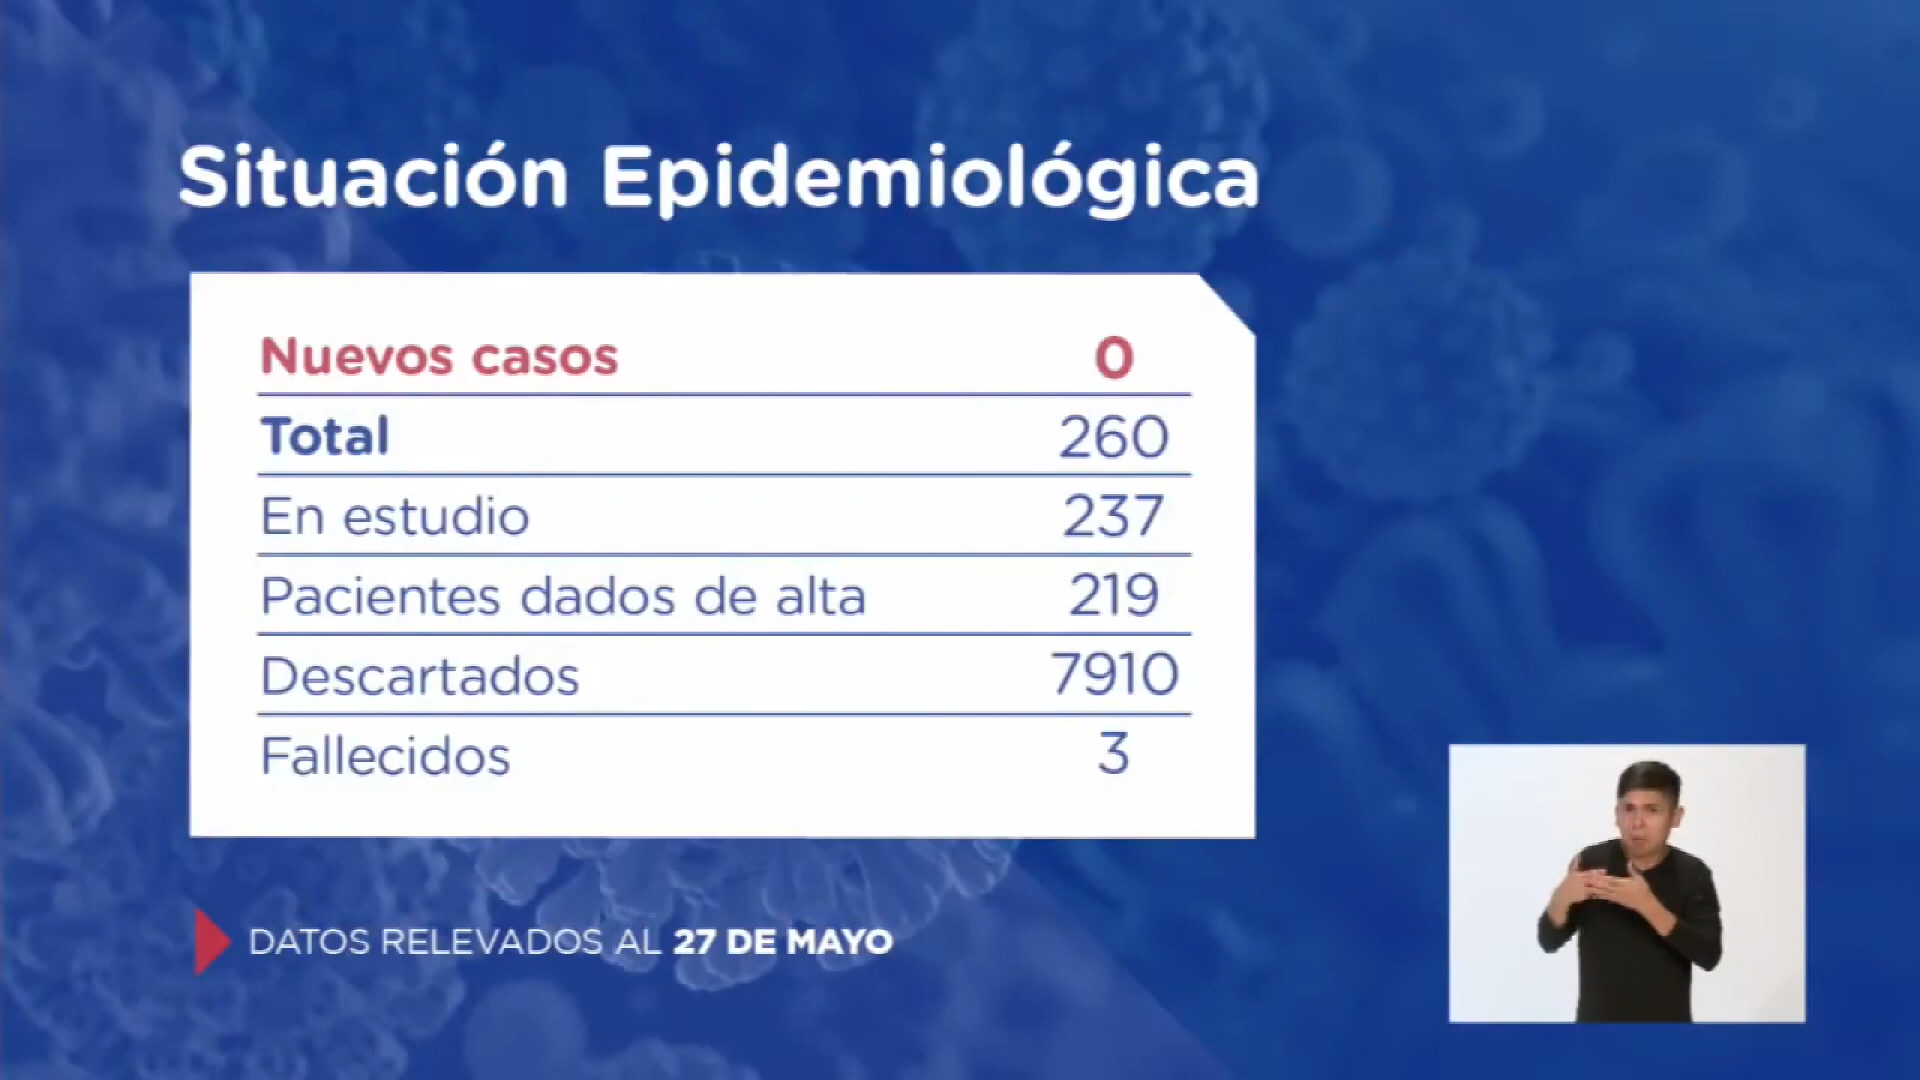 Situación Epidemiológica
Nuevos casos 0
Total 260
En estudio 237
Pacientes dados de alta 219
Descartados 7910
Fallecidos 3
DATOS RELEVADOS AL 27 DE MAYO